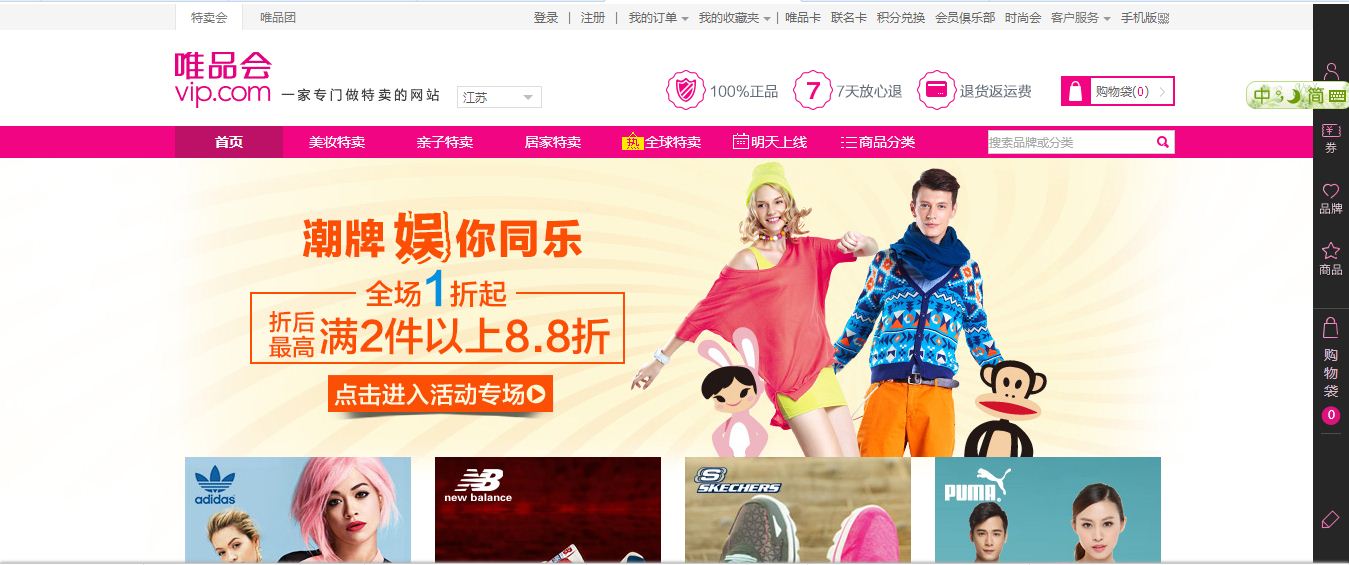 特卖会 唯品团 登录 | 注册 | 我的订单 我的收藏夹 | 唯品卡 联名卡 积分兑换 会员俱乐部 时尚会 客户服务 手机版
唯品会
vip.com 一家专门做特卖的网站 江苏 100%正品 7 7天放心退 退货返运费 购物袋(0)
中 简
首页 美妆特卖 亲子特卖 居家特卖 热 全球特卖 明天上线 商品分类 搜索品牌或分类
券
品牌
商品
购物袋
0
潮牌娱你同乐
全场1折起
折后最高 满2件以上8.8折
点击进入活动专场
adidas
NB
new balance
S
SKECHERS
PUMA